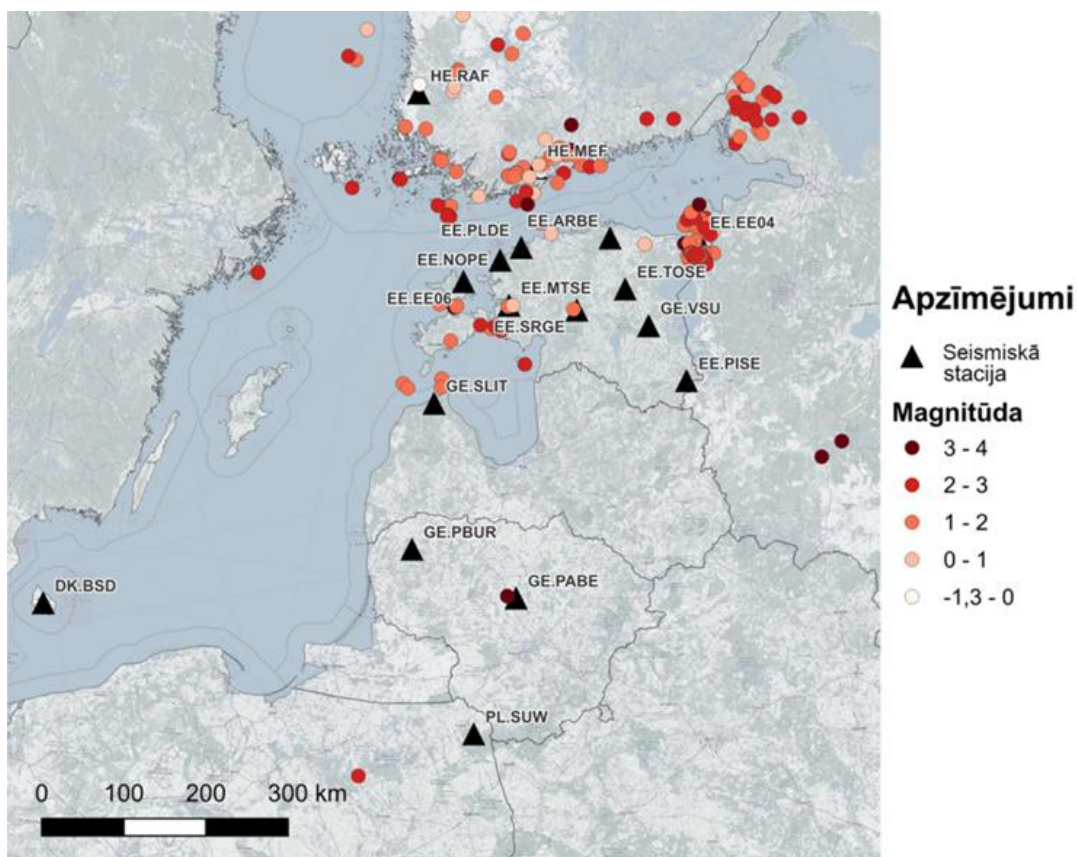 HE.RAF
HE.MEF
EE.ARBE
EE.PLDE
EE.EE04
EE.NOPE
EE.TOSE
EE.MTSE
EE.EE06
GE.VSU
EE.SRGE
EE.PISE
GE.SLIT
GE.PBUR
DK.BSD
GE.PABE
PL.SUW
0 100 200 300 km
Apzīmējumi
Seismiskā
stacija
Magnitūda
3 - 4
2 - 3
1 - 2
0 - 1
-1,3 - 0